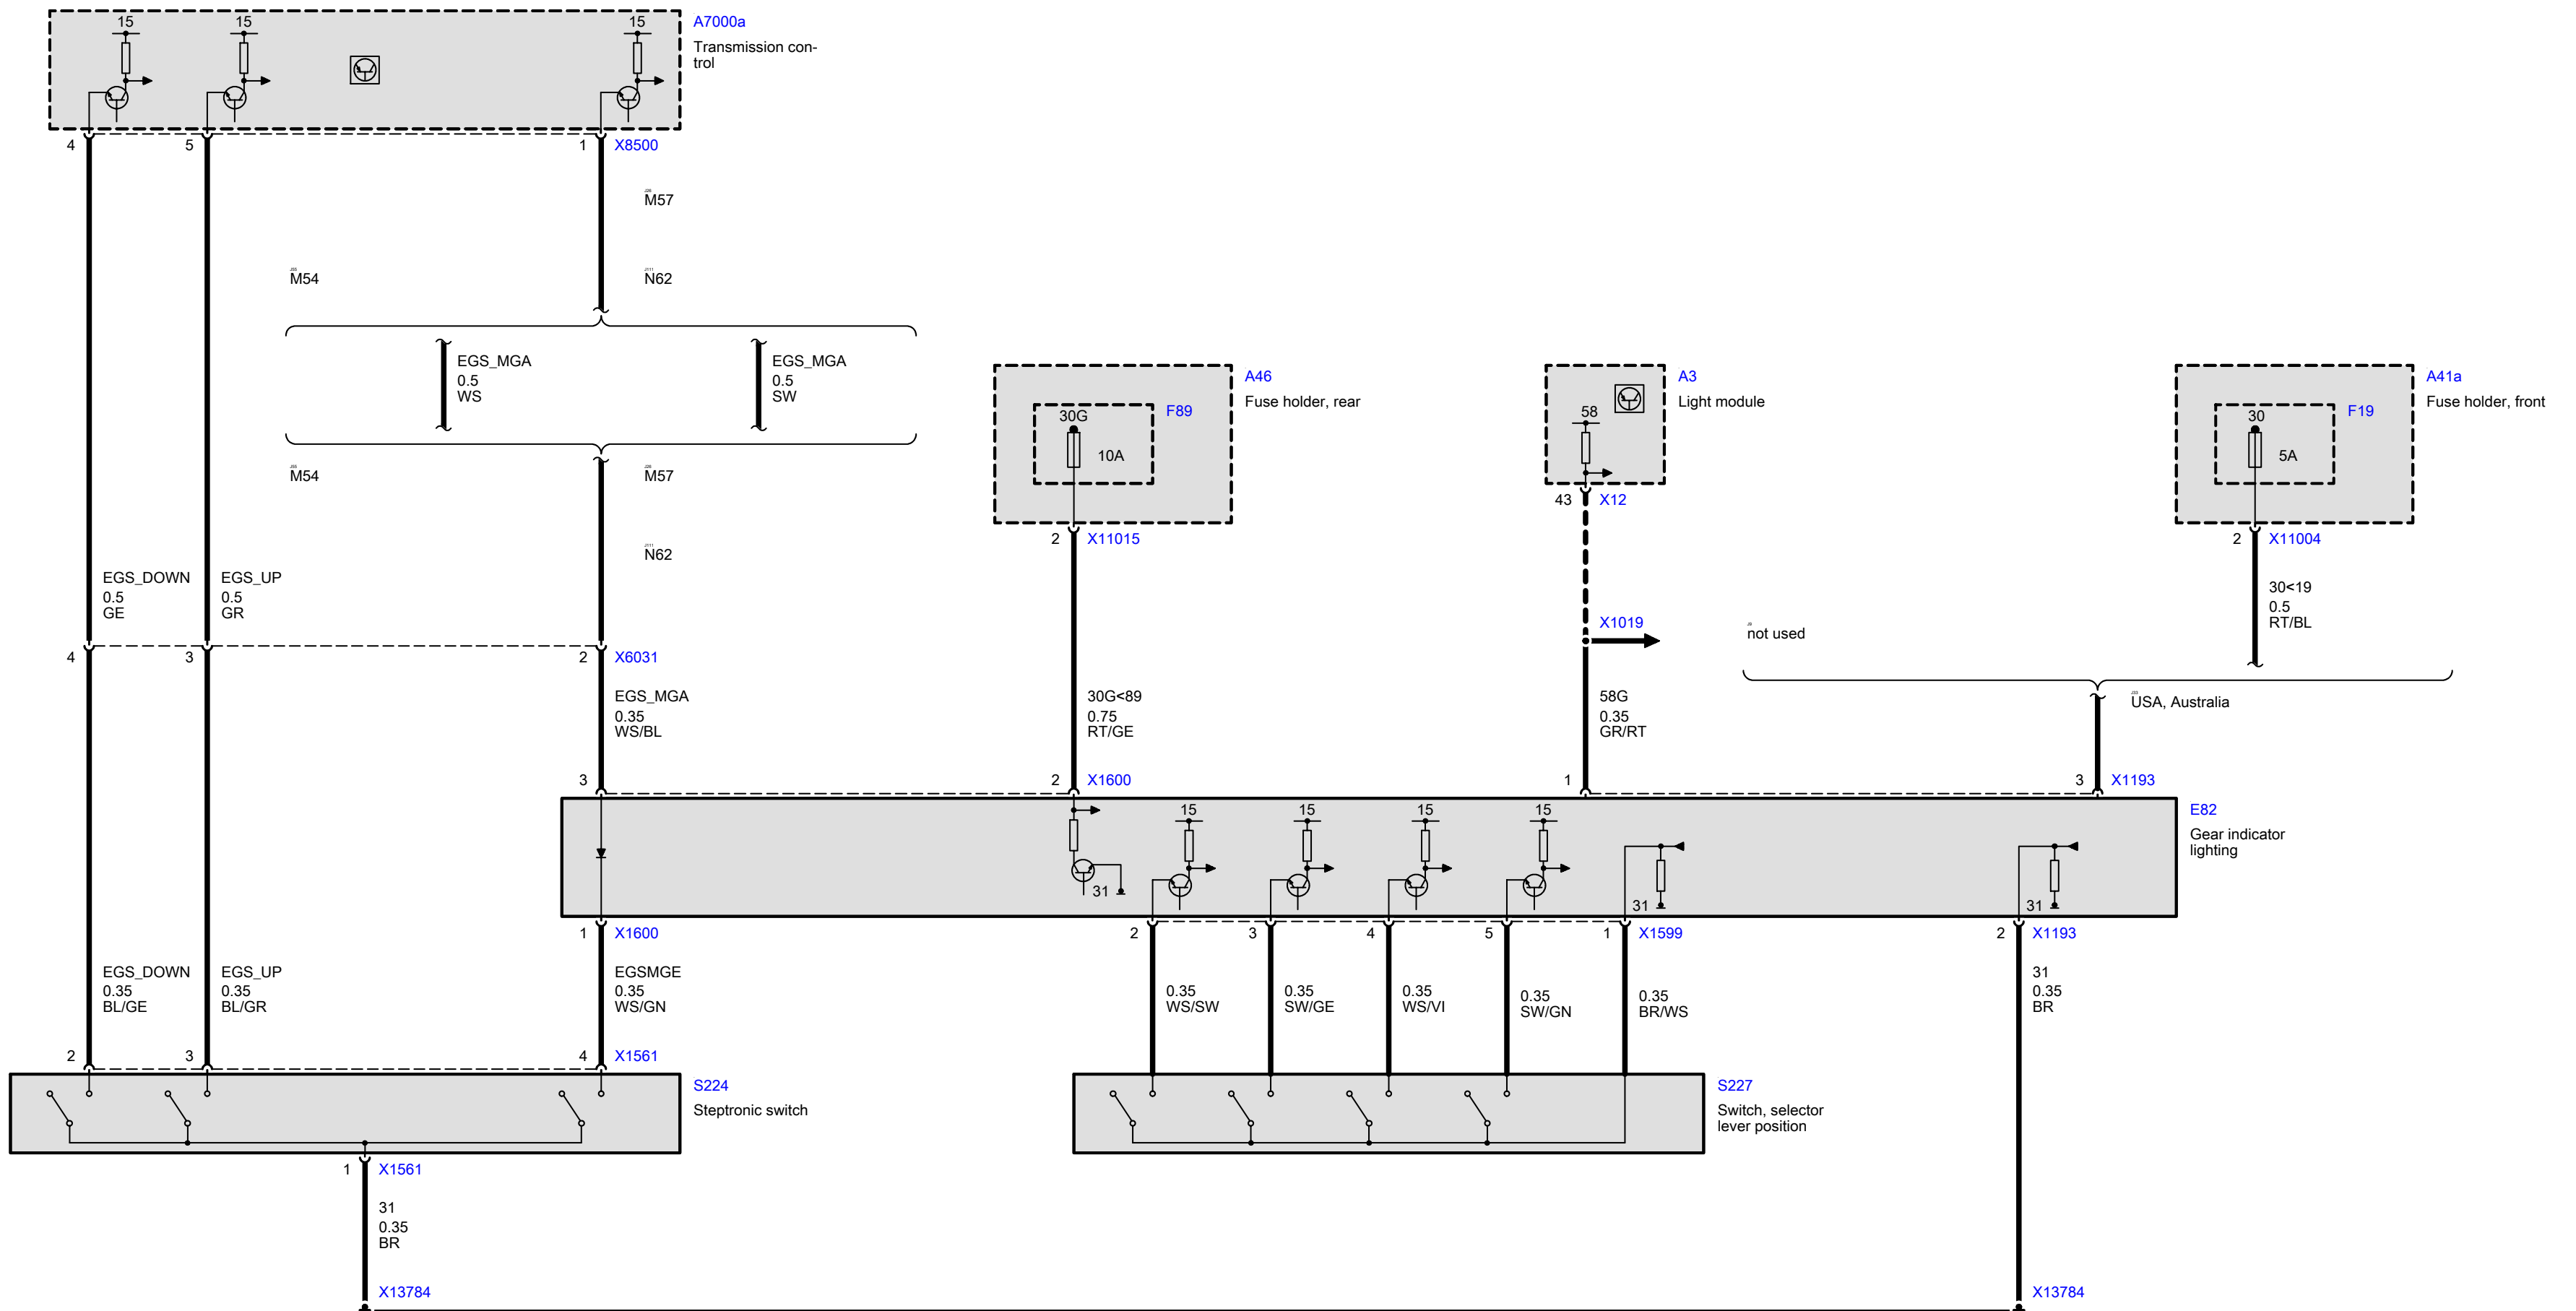 15
15
15
A7000a
Transmission con-
trol
4
5
1
X8500
M57
M54
N62
EGS_MGA
0.5
WS
EGS_MGA
0.5
SW
M54
M57
N62
A46
Fuse holder, rear
30G
F89
10A
2
X11015
A3
Light module
58
43
X12
A41a
Fuse holder, front
30
F19
5A
2
X11004
EGS_DOWN
0.5
GE
EGS_UP
0.5
GR
30<19
0.5
RT/BL
X1019
not used
4
3
2
X6031
EGS_MGA
0.35
WS/BL
30G<89
0.75
RT/GE
58G
0.35
GR/RT
USA, Australia
3
2
X1600
1
3
X1193
E82
Gear indicator
lighting
15
15
15
15
31
31
31
1
X1600
2
3
4
5
1
X1599
2
X1193
EGS_DOWN
0.35
BL/GE
EGS_UP
0.35
BL/GR
EGSMGE
0.35
WS/GN
0.35
WS/SW
0.35
SW/GE
0.35
WS/VI
0.35
SW/GN
0.35
BR/WS
31
0.35
BR
2
3
4
X1561
S224
Steptronic switch
S227
Switch, selector
lever position
1
X1561
31
0.35
BR
X13784
X13784